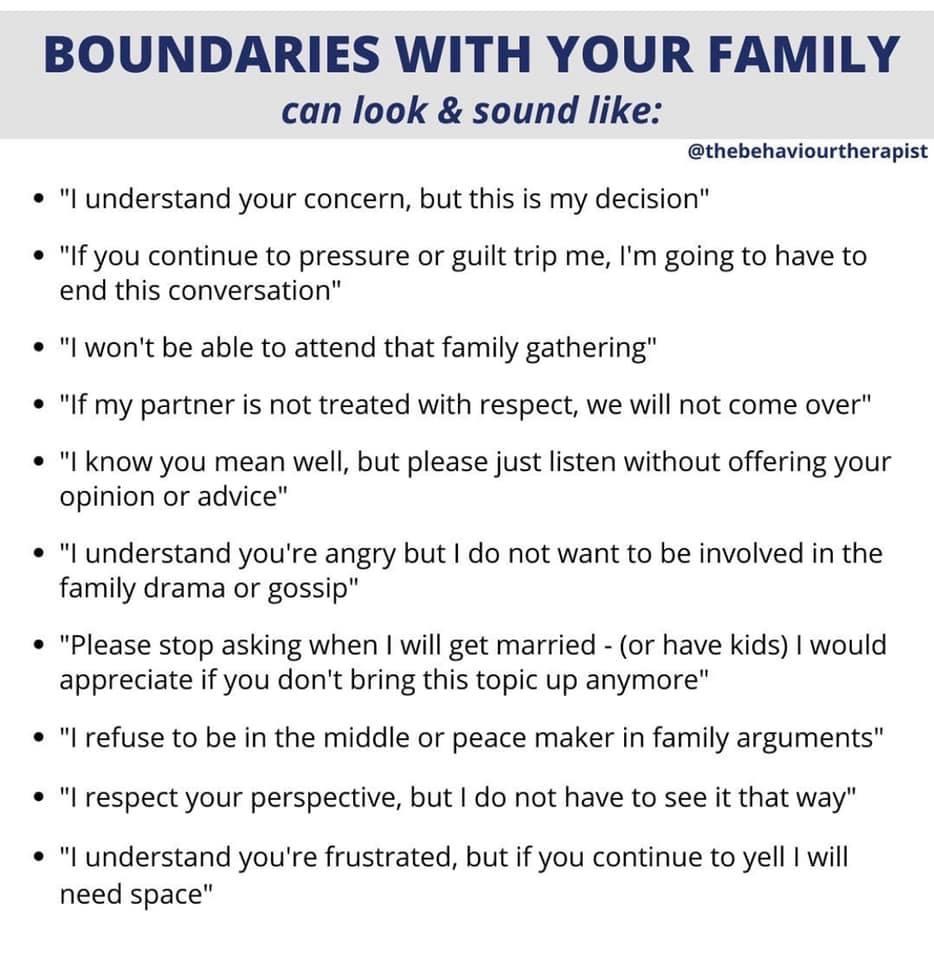 BOUNDARIES WITH YOUR FAMILY
can look & sound like:
@thebehaviourtherapist
• "I understand your concern, but this is my decision"
• "If you continue to pressure or guilt trip me, I'm going to have to
end this conversation"
• "I won't be able to attend that family gathering"
• "If my partner is not treated with respect, we will not come over"
• "I know you mean well, but please just listen without offering your
opinion or advice"
• "I understand you're angry but I do not want to be involved in the
family drama or gossip"
• "Please stop asking when I will get married - (or have kids) I would
appreciate if you don't bring this topic up anymore"
• "I refuse to be in the middle or peace maker in family arguments"
• "I respect your perspective, but I do not have to see it that way"
• "I understand you're frustrated, but if you continue to yell I will
need space"